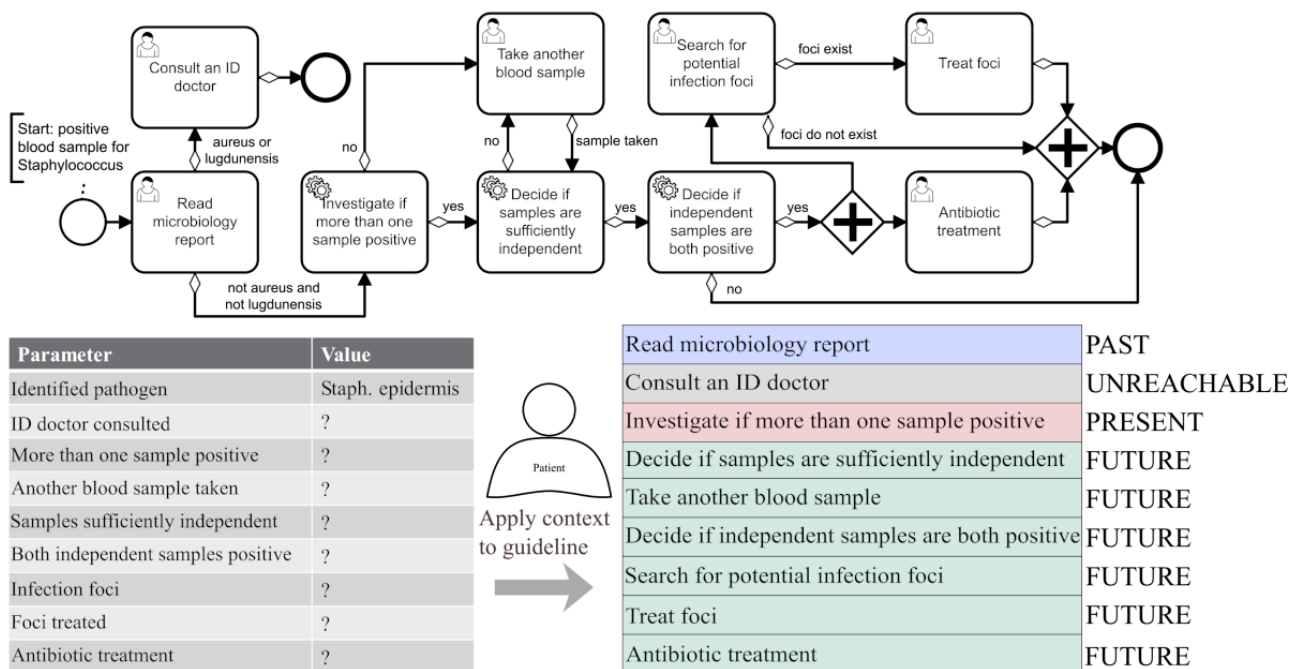 Consult an ID
doctor
Take another
blood sample
Search for
potential
infection foci
foci exist
Treat foci
Start: positive
blood sample for
Staphylococcus
aureus or
lugdunensis
no
no
sample taken
foci do not exist
Read
microbiology
report
Investigate if
more than one
sample positive
yes
Decide if
samples are
sufficiently
independent
yes
Decide if
independent
samples are
both positive
yes
Antibiotic
treatment
not aureus and
not lugdunensis
no
Parameter Value
Identified pathogen Staph. epidermis
ID doctor consulted ?
More than one sample positive ?
Another blood sample taken ?
Samples sufficiently independent ?
Both independent samples positive ?
Infection foci ?
Foci treated ?
Antibiotic treatment ?
Patient
Apply context
to guideline
Read microbiology report PAST
Consult an ID doctor UNREACHABLE
Investigate if more than one sample positive PRESENT
Decide if samples are sufficiently independent FUTURE
Take another blood sample FUTURE
Decide if independent samples are both positive FUTURE
Search for potential infection foci FUTURE
Treat foci FUTURE
Antibiotic treatment FUTURE